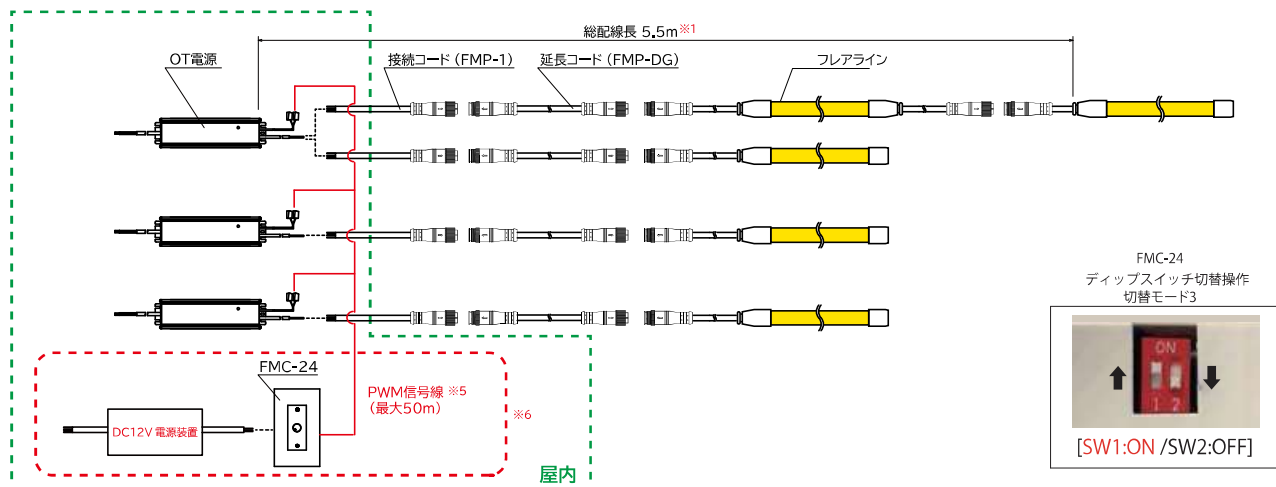 総配線長 5.5m※1
OT電源
接続コード(FMP-1)
延長コード(FMP-DG)
フレアライン
FMC-24
ディップスイッチ切替操作
切替モード3
ON
1 2
[SW1:ON /SW2:OFF]
FMC-24
PWM信号線 ※5
(最大50m)
※6
DC12V 電源装置
屋内